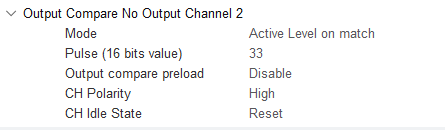 Output Compare No Output Channel 2
Mode Active Level on match
Pulse (16 bits value) 33
Output compare preload Disable
CH Polarity High
CH Idle State Reset